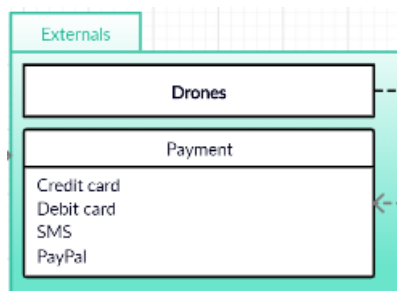 Externals
Drones
Payment
Credit card
Debit card
SMS
PayPal